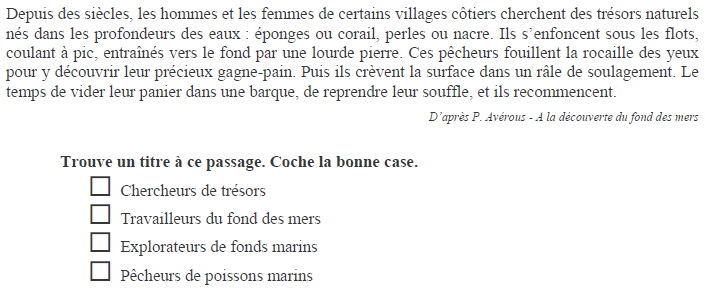 Depuis des siècles, les hommes et les femmes de certains villages côtiers cherchent des trésors naturels
nés dans les profondeurs des eaux : éponges ou corail, perles ou nacre. Ils s’enfoncent sous les flots,
coulant à pic, entraînés vers le fond par une lourde pierre. Ces pêcheurs fouillent la rocaille des yeux
pour y découvrir leur précieux gagne-pain. Puis ils crèvent la surface dans un râle de soulagement. Le
temps de vider leur panier dans une barque, de reprendre leur souffle, et ils recommencent.
D’après P. Avérous - A la découverte du fond des mers
Trouve un titre à ce passage. Coche la bonne case.
Chercheurs de trésors
Travailleurs du fond des mers
Explorateurs de fonds marins
Pêcheurs de poissons marins